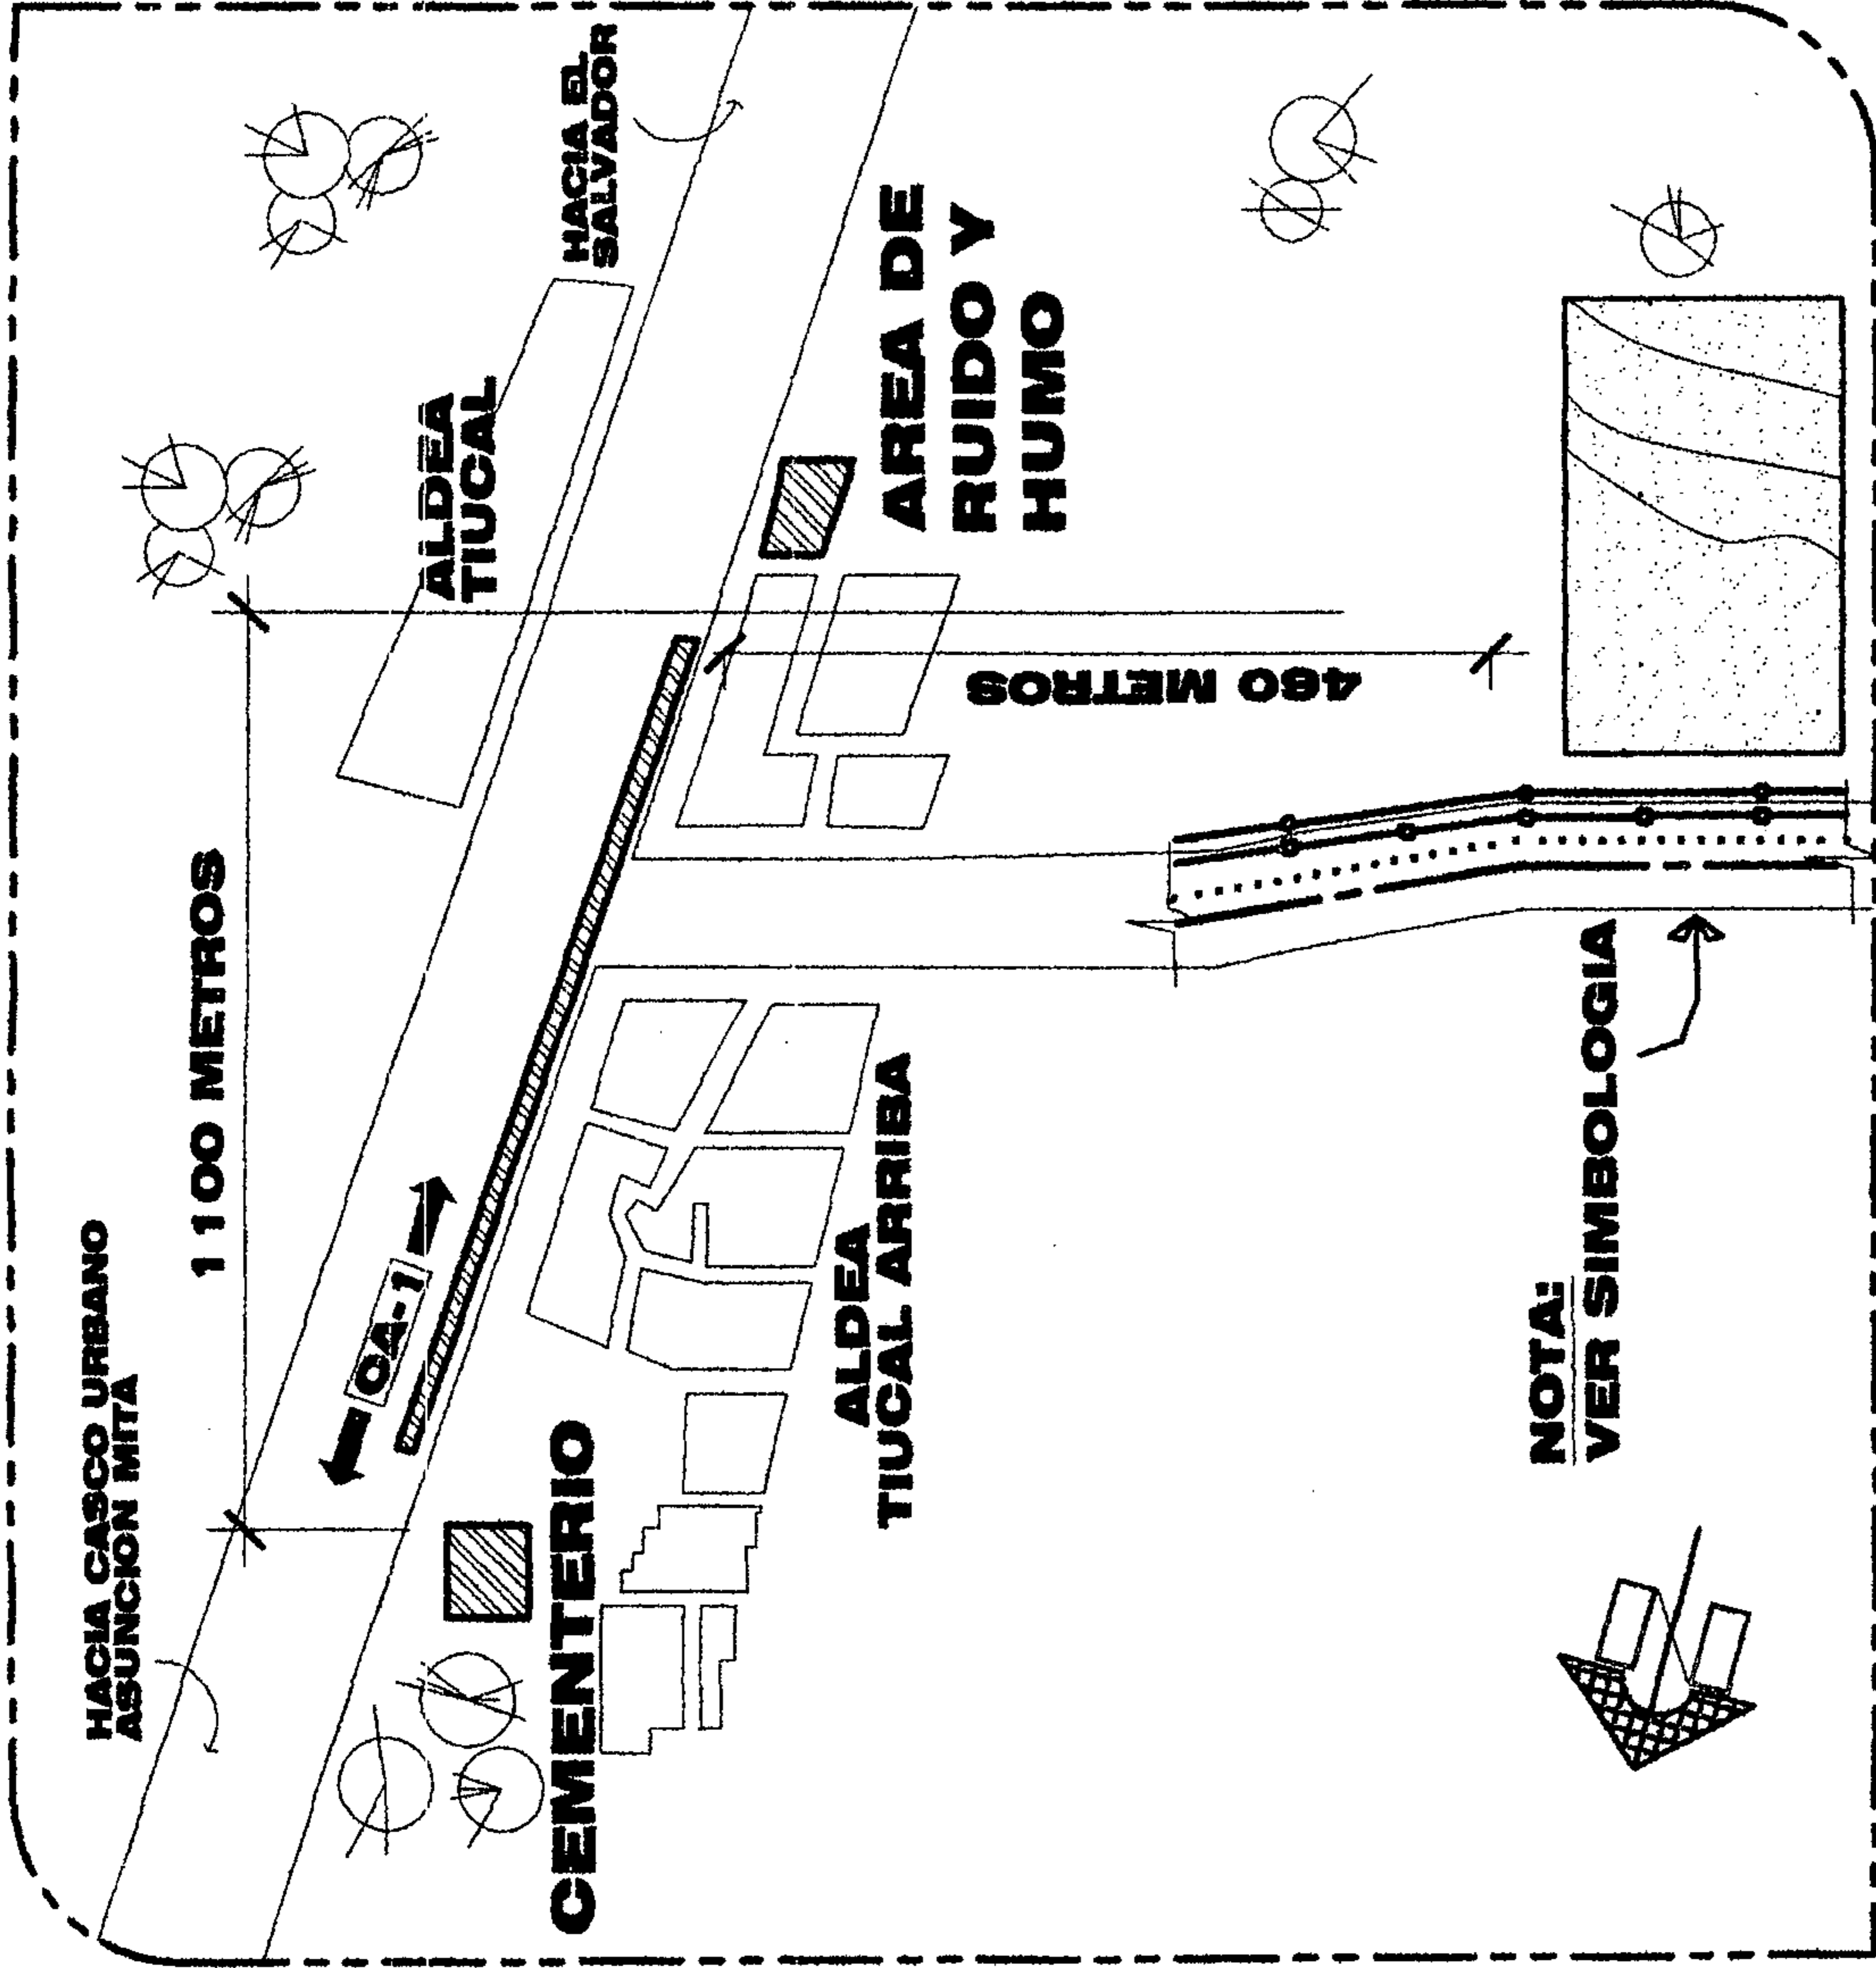 HACIA CASCO URBANO
ASUNCION MITA
1100 METROS
CA-1
ALDEA
TIUCAL
HACIA EL
SALVADOR
CEMENTERIO
AREA DE
RUIDO Y
HUMO
460 METROS
ALDEA
TIUCAL ARRIBA
NOTA:
VER SIMBOLOGIA